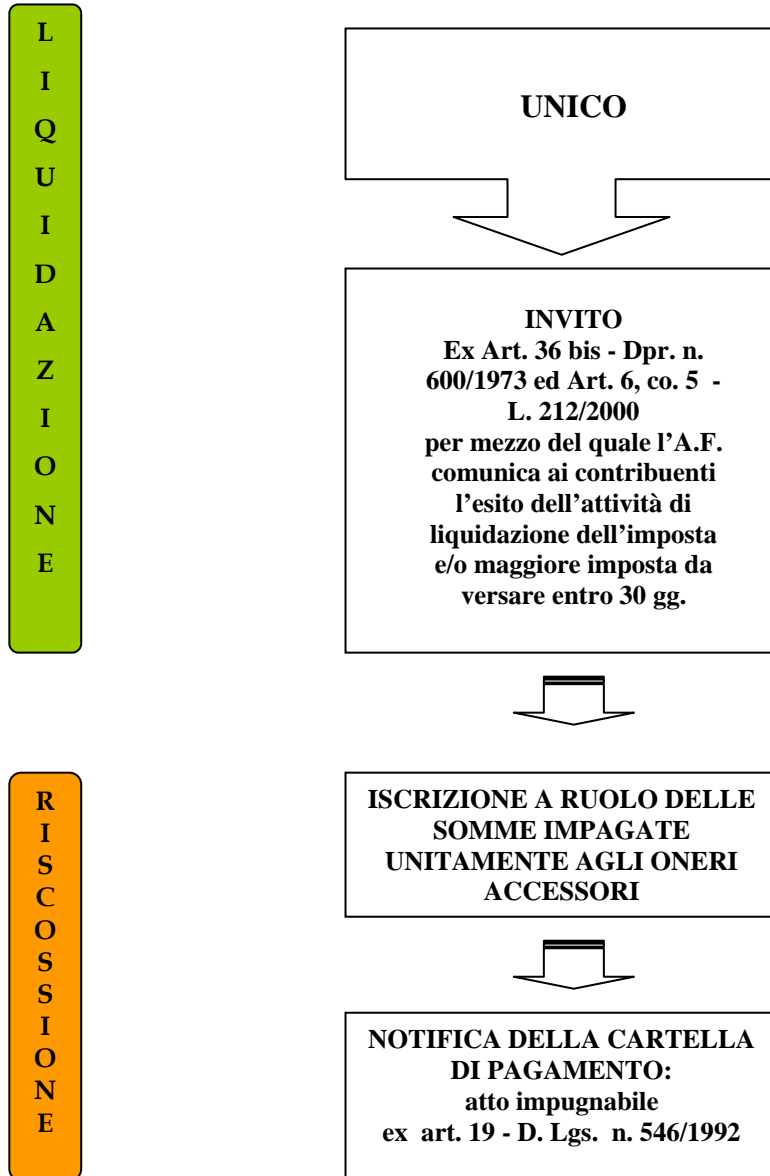 LIQUIDAZIONE
UNICO
INVITO
Ex Art. 36 bis - Dpr. n.
600/1973 ed Art. 6, co. 5 -
L. 212/2000
per mezzo del quale l'A.F.
comunica ai contribuenti
l'esito dell'attività di
liquidazione dell'imposta
e/o maggiore imposta da
versare entro 30 gg.
RISCOSSIONE
ISCRIZIONE A RUOLO DELLE
SOMME IMPAGATE
UNITAMENTE AGLI ONERI
ACCESSORI
NOTIFICA DELLA CARTELLA
DI PAGAMENTO:
atto impugnabile
ex art. 19 - D. Lgs. n. 546/1992